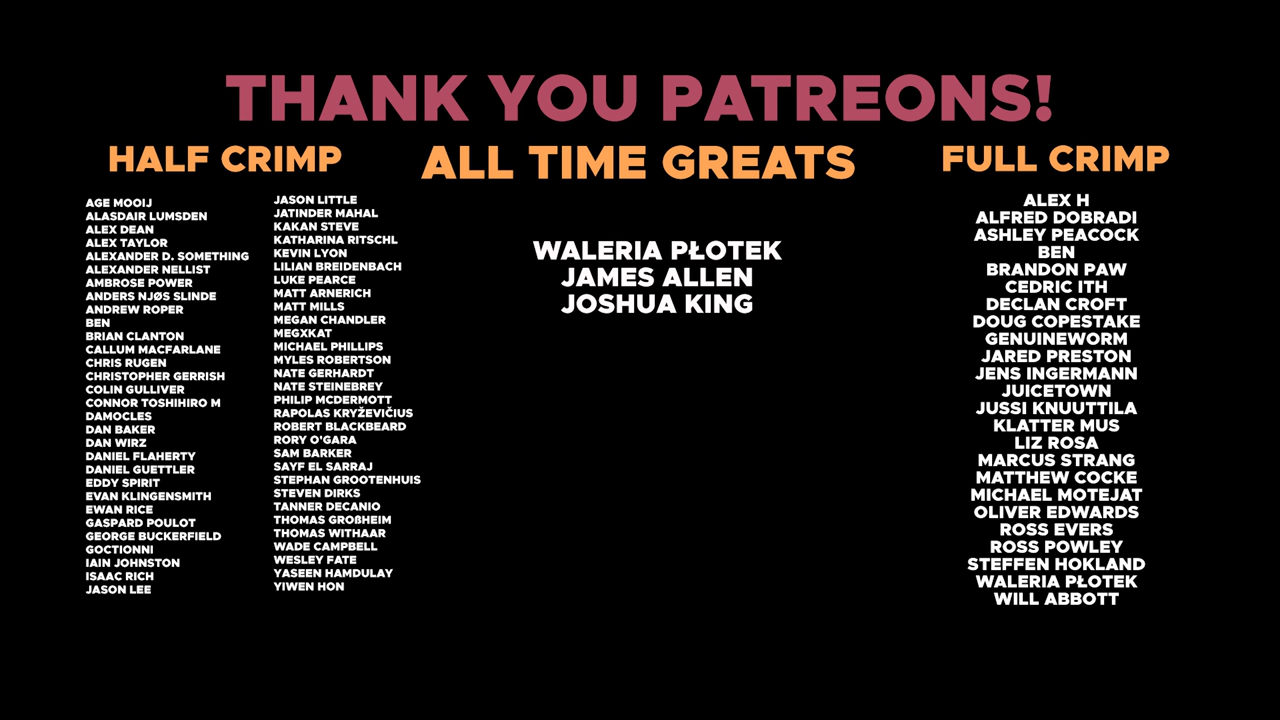 THANK YOU PATREONS!
HALF CRIMP
AGE MOOIJ
ALASDAIR LUMSDEN
ALEX DEAN
ALEX TAYLOR
ALEXANDER D. SOMETHING
ALEXANDER NELLIST
AMBROSE POWER
ANDERS NJØS SLINDE
ANDREW ROPER
BEN
BRIAN CLANTON
CALLUM MACFARLANE
CHRIS RUGEN
CHRISTOPHER GERRISH
COLIN GULLIVER
CONNOR TOSHIHIRO M
DAMOCLES
DAN BAKER
DAN WIRZ
DANIEL FLAHERTY
DANIEL GUETTLER
EDDY SPIRIT
EVAN KLINGENSMITH
EWAN RICE
GASPARD POULOT
GEORGE BUCKERFIELD
GOCTIONNI
IAIN JOHNSTON
ISAAC RICH
JASON LEE
JASON LITTLE
JATINDER MAHAL
KAKAN STEVE
KATHARINA RITSCHL
KEVIN LYON
LILIAN BREIDENBACH
LUKE PEARCE
MATT ARNERICH
MATT MILLS
MEGAN CHANDLER
MEGXKAT
MICHAEL PHILLIPS
MYLES ROBERTSON
NATE GERHARDT
NATE STEINEBREY
PHILIP MCDERMOTT
RAPOLAS KRYŽEVIČIUS
ROBERT BLACKBEARD
RORY O'GARA
SAM BARKER
SAYF EL SARRAJ
STEPHAN GROOTENHUIS
STEVEN DIRKS
TANNER DECANIO
THOMAS GROßHEIM
THOMAS WITHAAR
WADE CAMPBELL
WESLEY FATE
YASEEN HAMDULAY
YIWEN HON
ALL TIME GREATS
WALERIA PŁOTEK
JAMES ALLEN
JOSHUA KING
FULL CRIMP
ALEX H
ALFRED DOBRADI
ASHLEY PEACOCK
BEN
BRANDON PAW
CEDRIC ITH
DECLAN CROFT
DOUG COPESTAKE
GENUINEWORM
JARED PRESTON
JENS INGERMANN
JUICETOWN
JUSSI KNUUTTILA
KLATTER MUS
LIZ ROSA
MARCUS STRANG
MATTHEW COCKE
MICHAEL MOTEJAT
OLIVER EDWARDS
ROSS EVERS
ROSS POWLEY
STEFFEN HOKLAND
WALERIA PŁOTEK
WILL ABBOTT